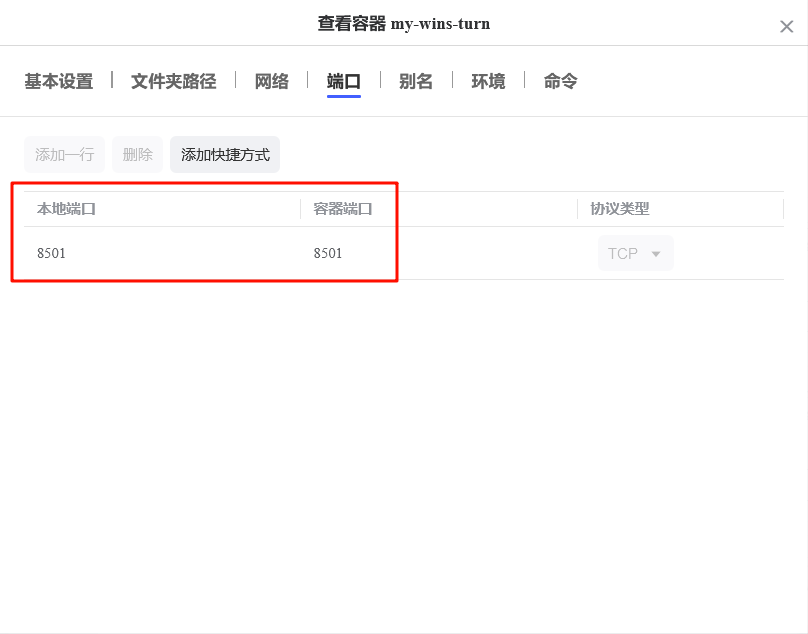 查看容器 my-wins-turn
基本设置 文件夹路径 网络 端口 别名 环境 命令
添加一行 删除 添加快捷方式
本地端口 容器端口 协议类型
8501 8501 TCP